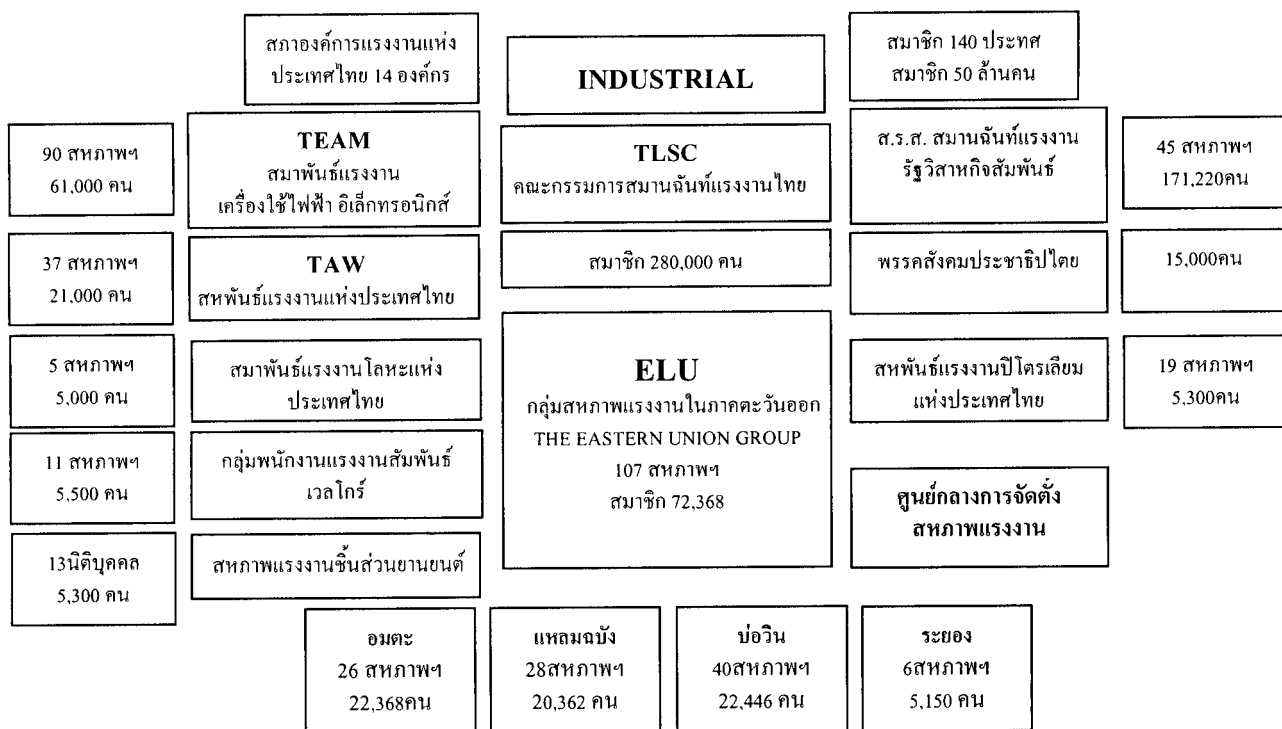 สภาองค์การแรงงานแห่ง
ประเทศไทย 14 องค์กร
INDUSTRIAL
สมาชิก 140 ประทศ
สมาชิก 50 ล้านคน
90 สหภาพฯ
61,000 คน
TEAM
สมาพันธ์แรงงาน
เครื่องใช้ไฟฟ้า อิเล็กทรอนิกส์
TLSC
คณะกรรมการสมานฉันท์แรงงานไทย
ส.ร.ส. สมานฉันท์แรงงาน
รัฐวิสาหกิจสัมพันธ์
45 สหภาพฯ
171,220คน
37 สหภาพฯ
21,000 คน
TAW
สหพันธ์แรงงานแห่งประเทศไทย
สมาชิก 280,000 คน
พรรคสังคมประชาธิปไตย
15,000คน
5 สหภาพฯ
5,000 คน
สมาพันธ์แรงงานโลหะแห่ง
ประเทศไทย
ELU
กลุ่มสหภาพแรงงานในภาคตะวันออก
THE EASTERN UNION GROUP
107 สหภาพฯ
สมาชิก 72,368
สหพันธ์แรงงานปิโตรเลียม
แห่งประเทศไทย
19 สหภาพฯ
5,300คน
11 สหภาพฯ
5,500 คน
กลุ่มพนักงานแรงงานสัมพันธ์
เวลโกร์
ศูนย์กลางการจัดตั้ง
สหภาพแรงงาน
13นิติบุคคล
5,300 คน
สหภาพแรงงานชิ้นส่วนยานยนต์
อมตะ
26 สหภาพฯ
22,368คน
แหลมฉบัง
28สหภาพฯ
20,362 คน
บ่อวิน
40สหภาพฯ
22,446 คน
ระยอง
6สหภาพฯ
5,150 คน